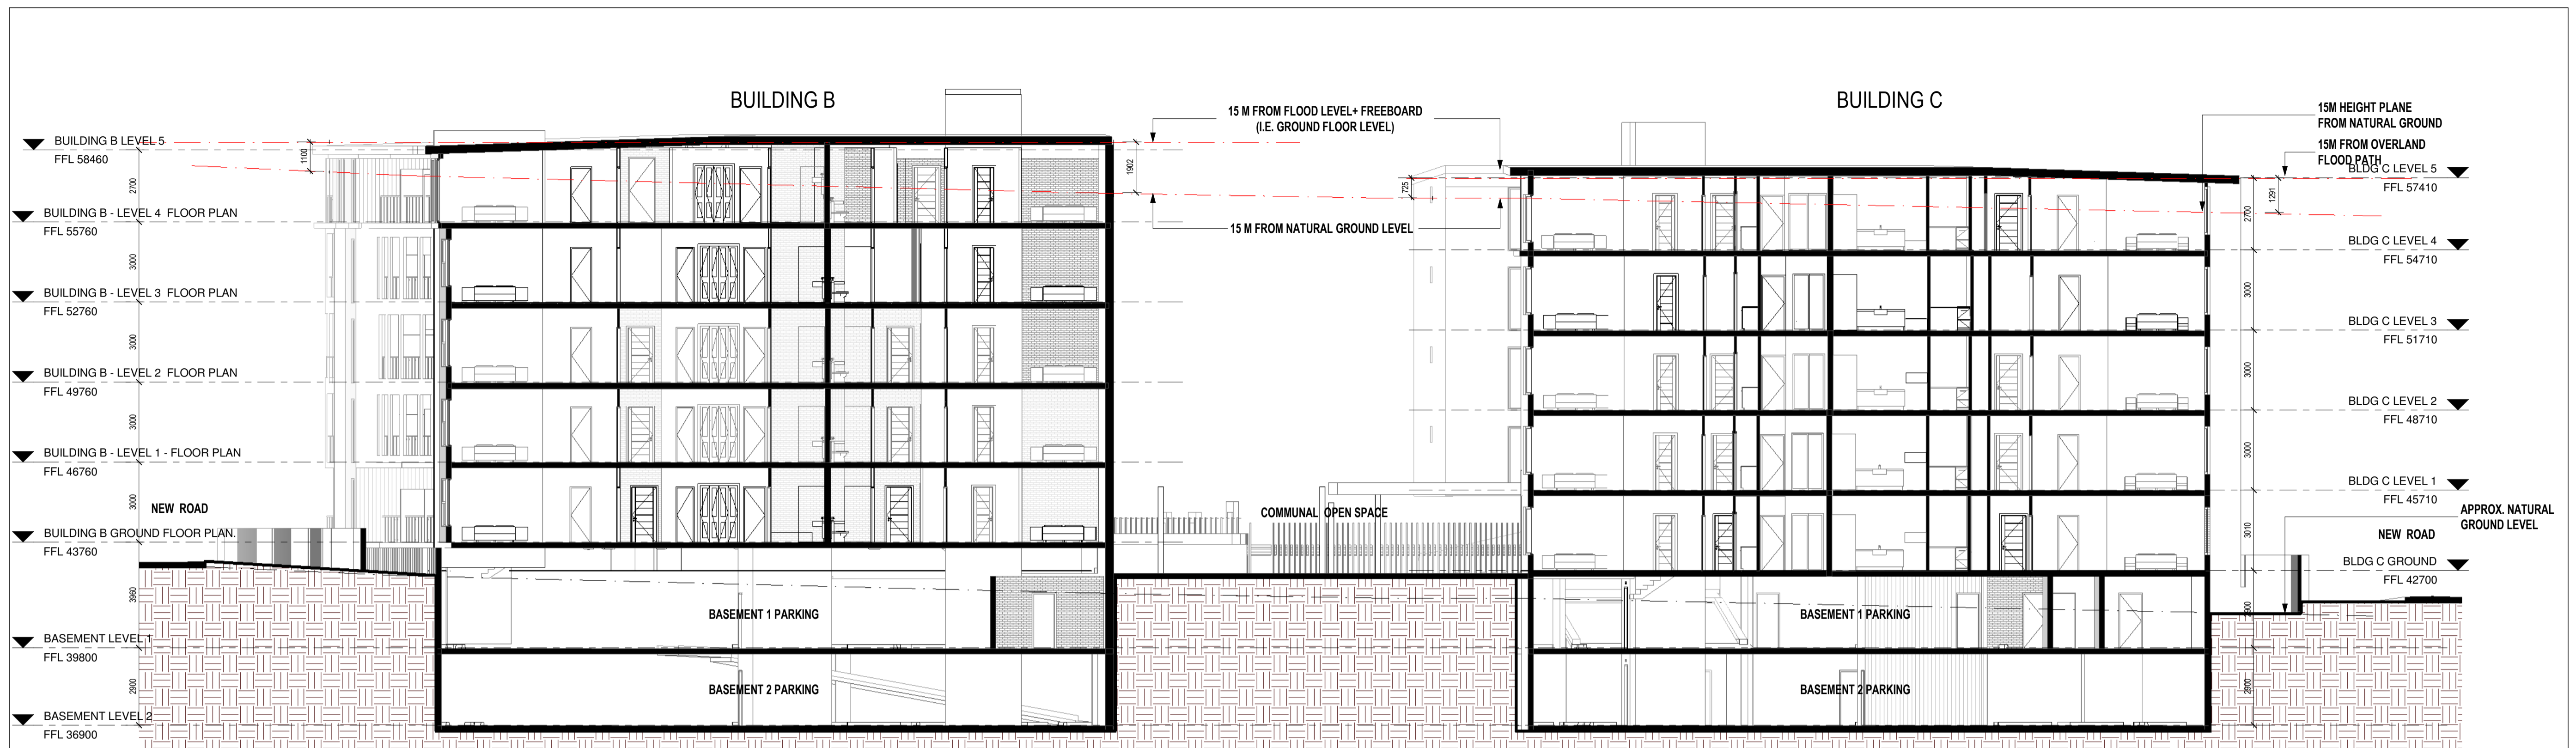 BUILDING B
BUILDING C
15 M FROM FLOOD LEVEL+ FREEBOARD
(I.E. GROUND FLOOR LEVEL)
15 M FROM NATURAL GROUND LEVEL
15M HEIGHT PLANE
FROM NATURAL GROUND
15M FROM OVERLAND
FLOOD PATH
BUILDING B LEVEL 5
FFL 58460
1100
2700
BUILDING B - LEVEL 4 FLOOR PLAN
FFL 55760
3000
BUILDING B - LEVEL 3 FLOOR PLAN
FFL 52760
3000
BUILDING B - LEVEL 2 FLOOR PLAN
FFL 49760
3000
BUILDING B - LEVEL 1 - FLOOR PLAN
FFL 46760
3000
NEW ROAD
BUILDING B GROUND FLOOR PLAN.
FFL 43760
3960
BASEMENT LEVEL 1
FFL 39800
2900
BASEMENT LEVEL 2
FFL 36900
BASEMENT 1 PARKING
BASEMENT 2 PARKING
1902
725
COMMUNAL OPEN SPACE
BASEMENT 1 PARKING
BASEMENT 2 PARKING
BLDG C LEVEL 5
FFL 57410
1291
2700
BLDG C LEVEL 4
FFL 54710
3000
BLDG C LEVEL 3
FFL 51710
3000
BLDG C LEVEL 2
FFL 48710
3000
BLDG C LEVEL 1
FFL 45710
3010
APPROX. NATURAL
GROUND LEVEL
NEW ROAD
BLDG C GROUND
FFL 42700
2900
2900